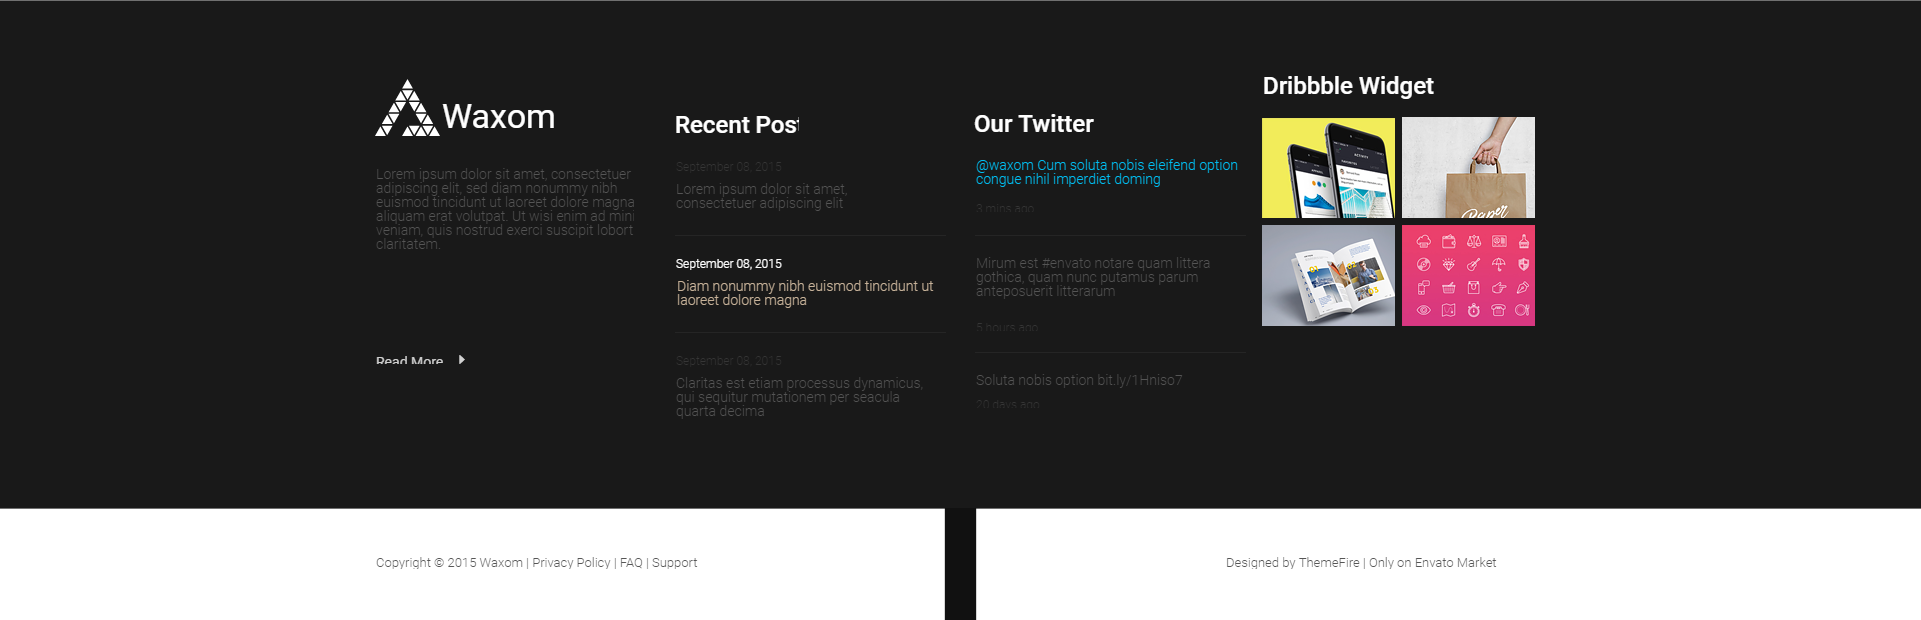 Waxom
Lorem ipsum dolor sit amet, consectetuer
adipiscing elit, sed diam nonummy nibh
euismod tincidunt ut laoreet dolore magna
aliquam erat volutpat. Ut wisi enim ad mini
veniam, quis nostrud exerci suscipit lobort
claritatem.
Read More
Recent Post
September 08, 2015
Lorem ipsum dolor sit amet,
consectetuer adipiscing elit
September 08, 2015
Diam nonummy nibh euismod tincidunt ut
laoreet dolore magna
September 08, 2015
Claritas est etiam processus dynamicus,
qui sequitur mutationem per seacula
quarta decima
Our Twitter
@waxom Cum soluta nobis eleifend option
congue nihil imperdiet doming
3 mins ago
Mirum est #envato notare quam littera
gothica, quam nunc putamus parum
anteposuerit litterarum
5 hours ago
Soluta nobis option bit.ly/1Hniso7
20 days ago
Dribbble Widget
ACTIVITY
Paper
01
02
03
Copyright © 2015 Waxom | Privacy Policy | FAQ | Support
Designed by ThemeFire | Only on Envato Market